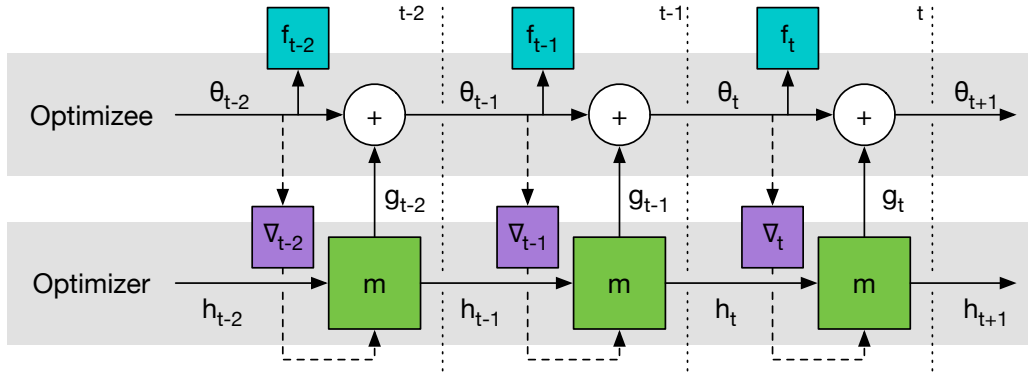 t-2 t-1 t
f_{t-2} f_{t-1} f_t
θ_{t-2} θ_{t-1} θ_t θ_{t+1}
Optimizee + + +
g_{t-2} g_{t-1} g_t
∇_{t-2} ∇_{t-1} ∇_t
Optimizer m m m
h_{t-2} h_{t-1} h_t h_{t+1}